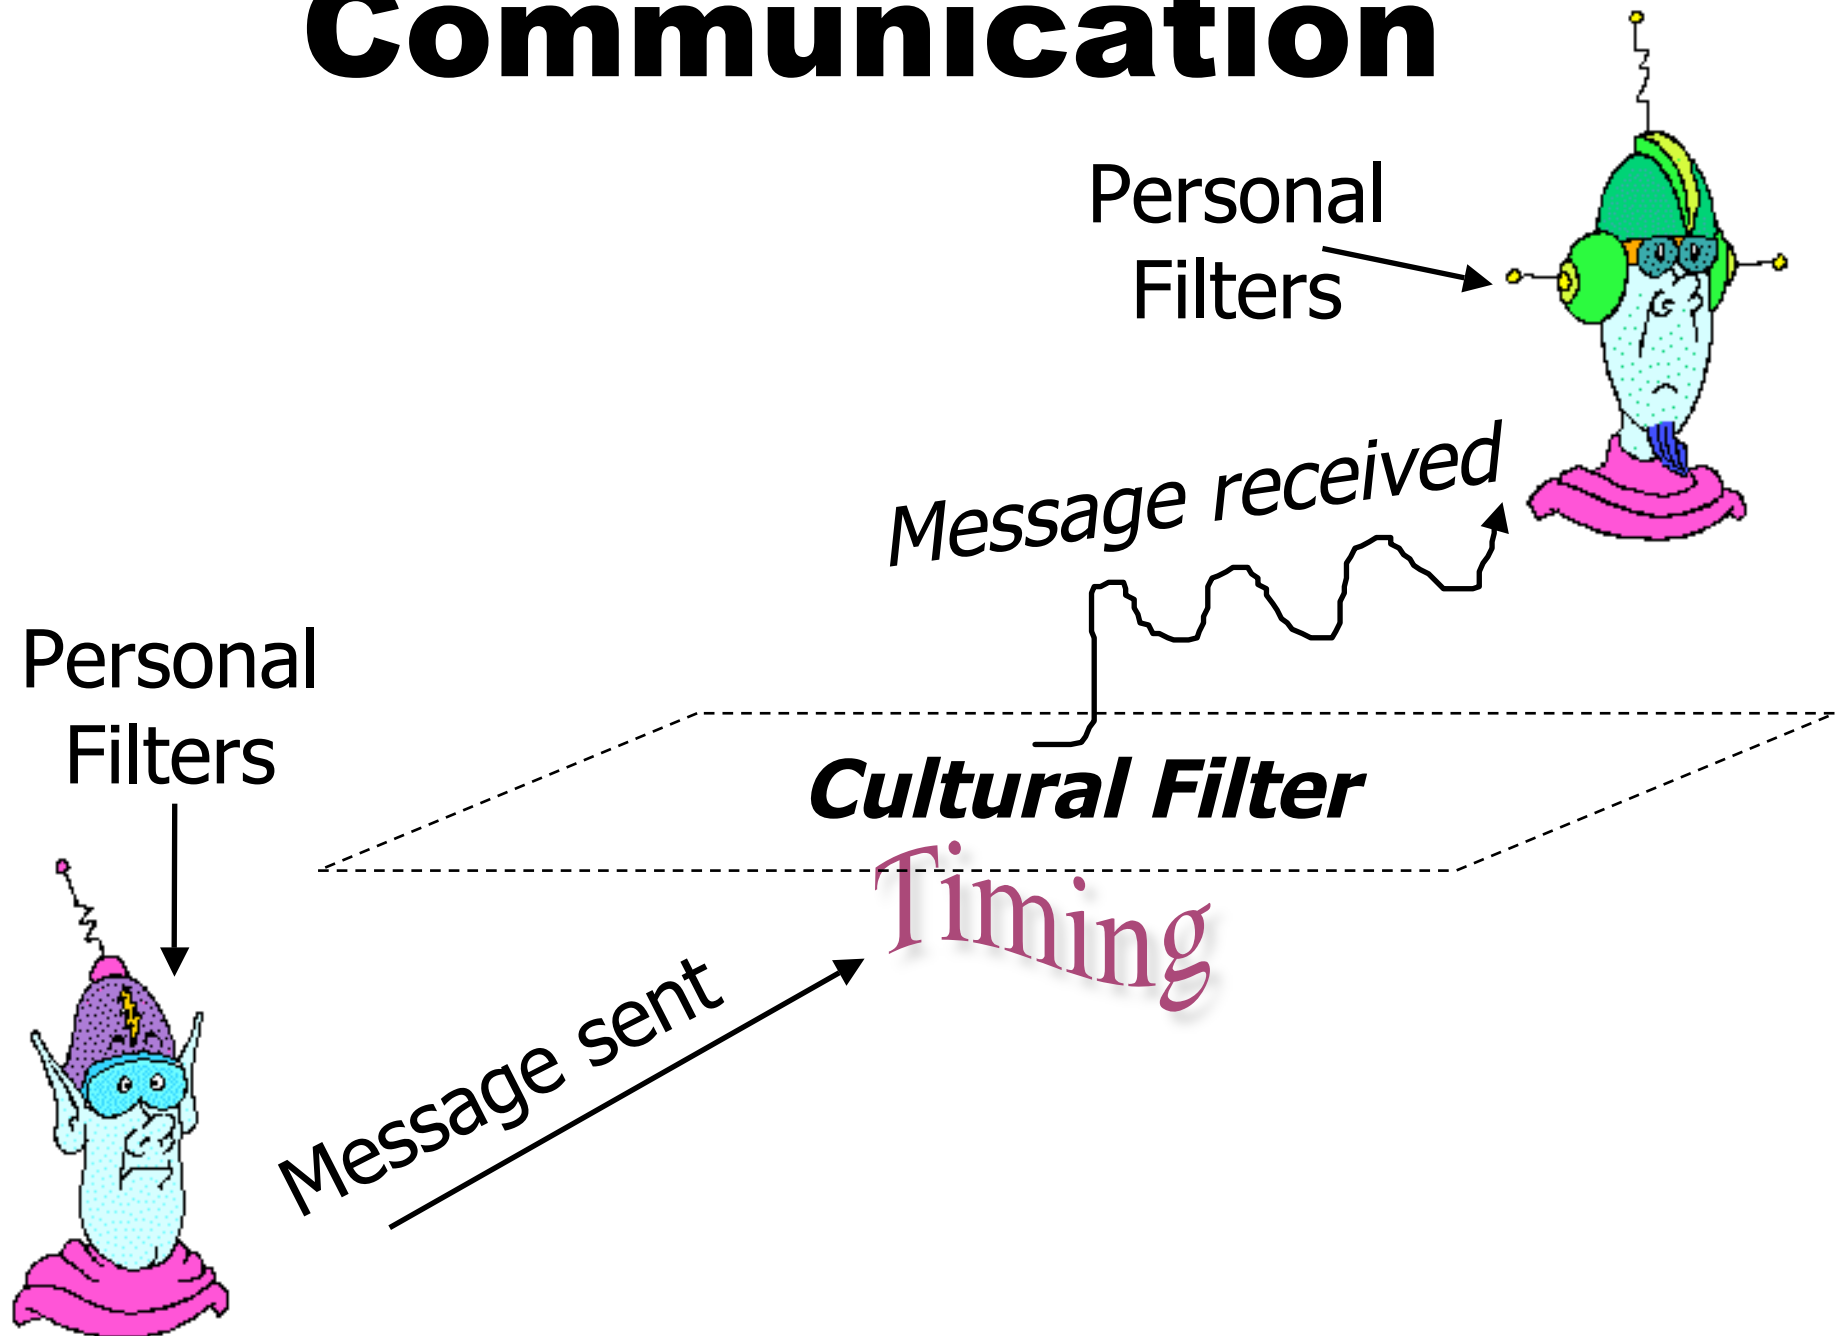 Communication
Personal
Filters
Message received
Personal
Filters
Cultural Filter
Timing
Message sent